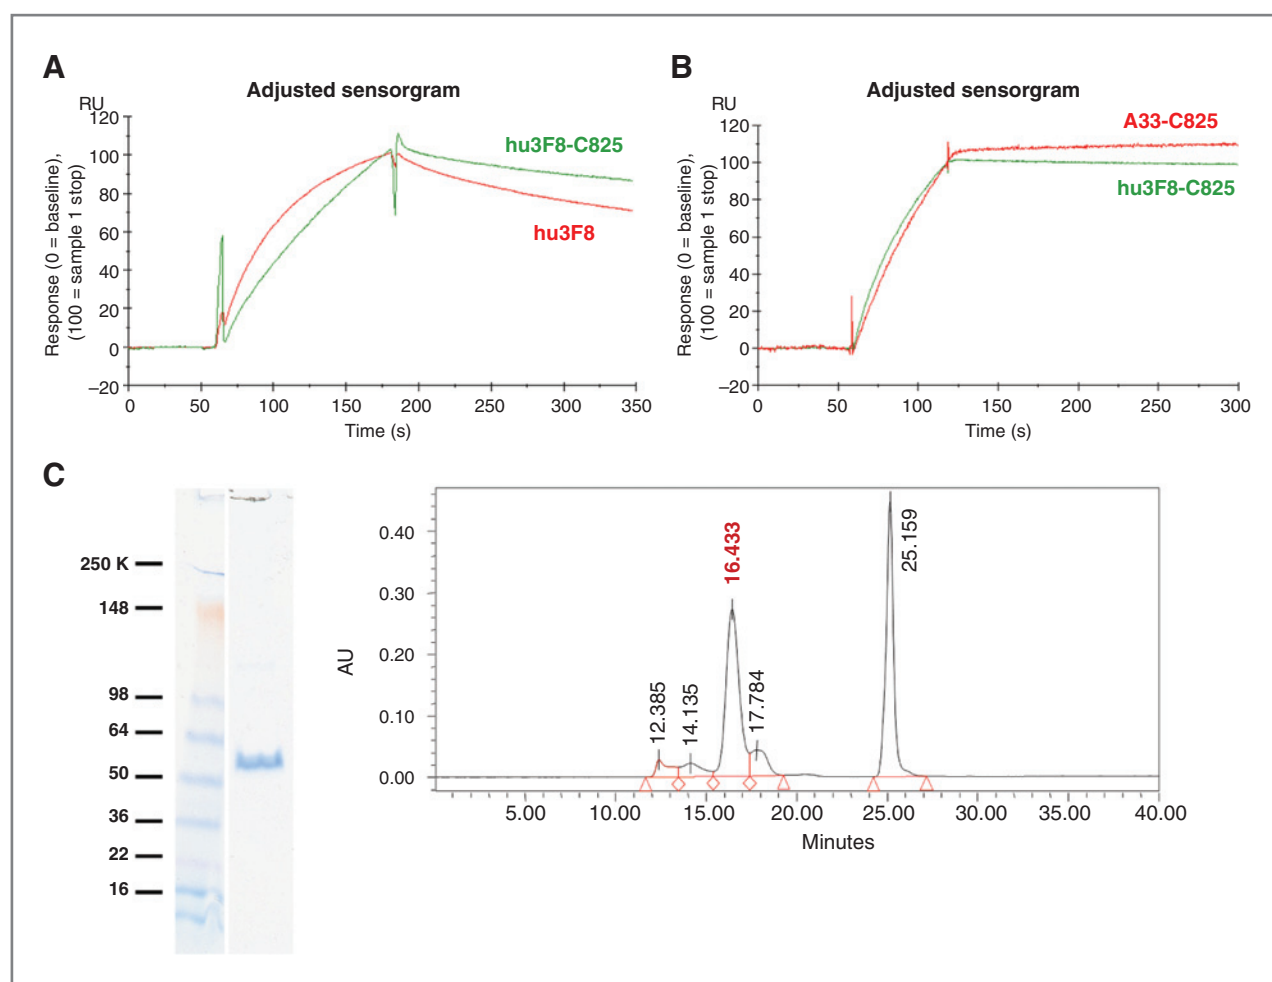 A
Adjusted sensorgram
RU
120
100
80
60
40
20
0
–20
Response (0 = baseline),
(100 = sample 1 stop)
hu3F8-C825
hu3F8
0 50 100 150 200 250 300 350
Time (s)
B
Adjusted sensorgram
RU
120
100
80
60
40
20
0
–20
Response (0 = baseline),
(100 = sample 1 stop)
A33-C825
hu3F8-C825
0 50 100 150 200 250 300
Time (s)
C
250 K
148
98
64
50
36
22
16
AU
0.40
0.30
0.20
0.10
0.00
12.385
14.135
16.433
17.784
25.159
5.00 10.00 15.00 20.00 25.00 30.00 35.00 40.00
Minutes